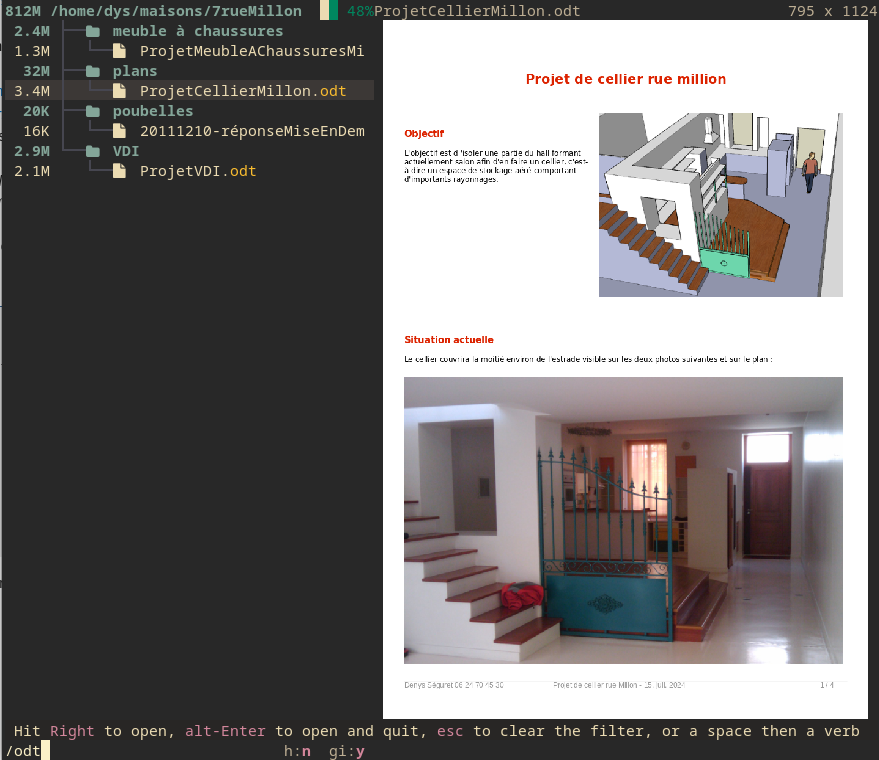 812M /home/dys/maisons/7rueMillon 48% ProjetCellierMillon.odt 795 x 1124
2.4M meuble à chaussures
1.3M ProjetMeubleAChaussuresMi
32M plans
3.4M ProjetCellierMillon.odt
20K poubelles
16K 20111210-réponseMiseEnDem
2.9M VDI
2.1M ProjetVDI.odt
Projet de cellier rue million
Objectif
L'objectif est d'isoler une partie du hall formant
actuellement salon afin d'en faire un cellier, c'est-
à dire un espace de stockage aéré comportant
d'importants rayonnages.
Situation actuelle
Le cellier couvrira la moitié environ de l'estrade visible sur les deux photos suivantes et sur le plan :
Denys Séguret 06 24 70 45 30 Projet de cellier rue Millon - 15. juil. 2024 1 / 4
Hit Right to open, alt-Enter to open and quit, esc to clear the filter, or a space then a verb
/odt h:n gi:y